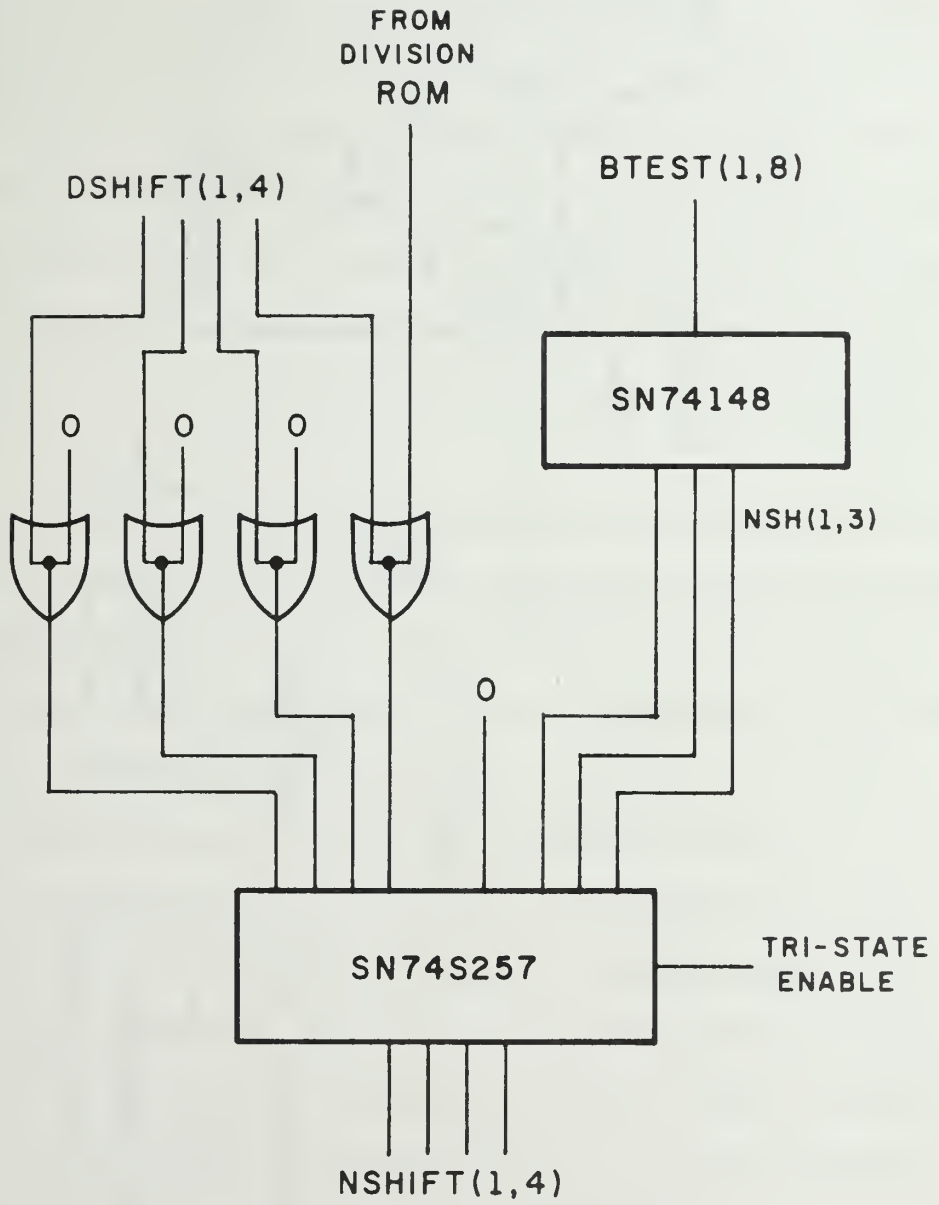 FROM
DIVISION
ROM
DSHIFT(1,4)
BTEST(1,8)
SN74148
0 0 0
NSH(1,3)
0
SN74S257
TRI-STATE
ENABLE
NSHIFT(1,4)